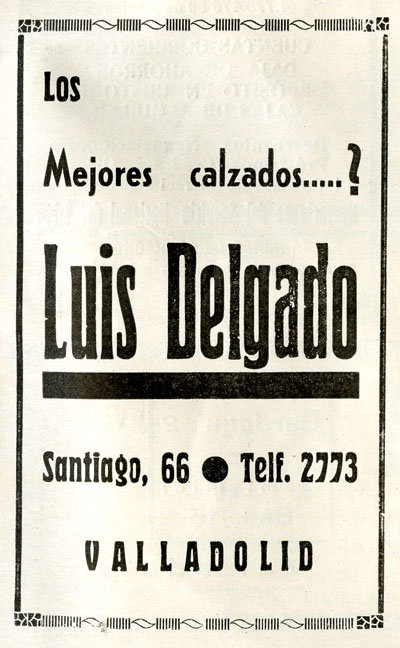 Los
Mejores calzados.....?
Luis Delgado
Santiago, 66 ● Telf. 2773
VALLADOLID